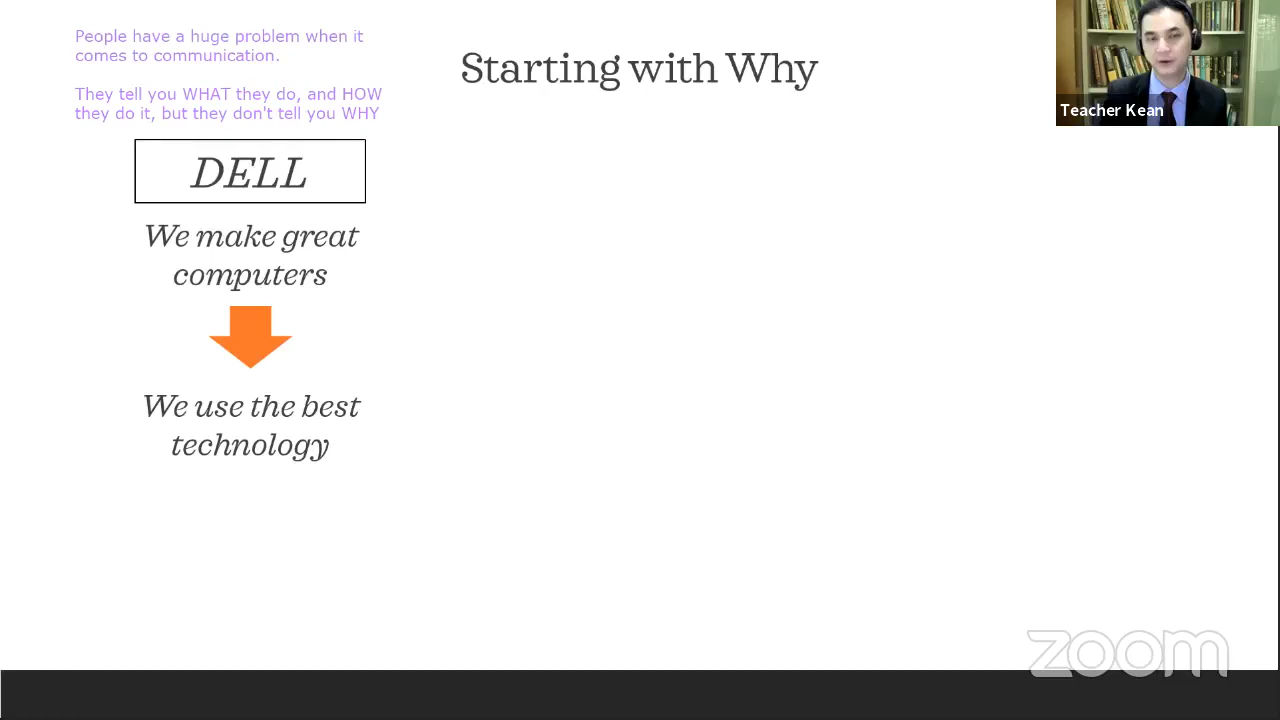 People have a huge problem when it
comes to communication.
They tell you WHAT they do, and HOW
they do it, but they don't tell you WHY
Starting with Why
Teacher Kean
DELL
We make great
computers
We use the best
technology
zoom